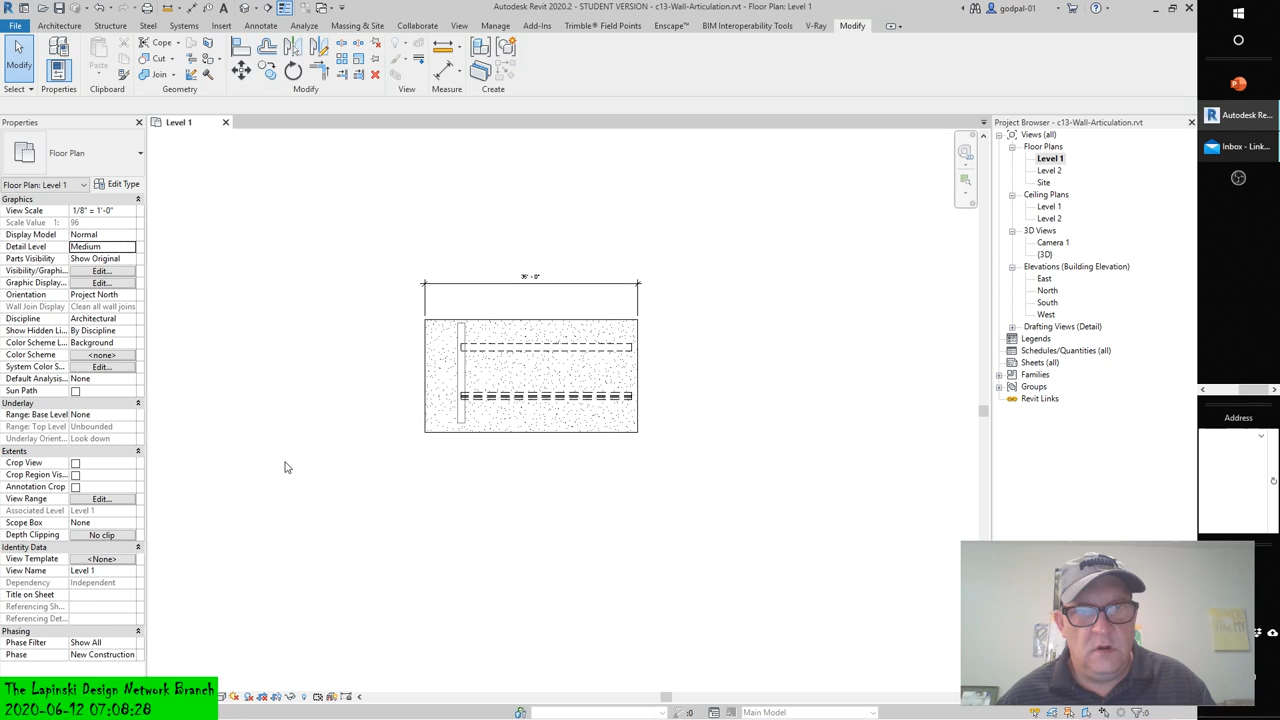 Autodesk Revit 2020.2 - STUDENT VERSION - c13-Wall-Articulation.rvt - Floor Plan: Level 1
godpal-01
File Architecture Structure Steel Systems Insert Annotate Analyze Massing & Site Collaborate View Manage Add-Ins Trimble® Field Points Enscape™ BIM Interoperability Tools V-Ray Modify
Modify Properties Paste Cope Cut Join
Select Properties Clipboard Geometry Modify View Measure Create
Autodesk Re...
Inbox - Link...
Properties
Level 1
Project Browser - c13-Wall-Articulation.rvt
Floor Plan
Floor Plan: Level 1 Edit Type
Graphics
View Scale 1/8" = 1'-0"
Scale Value 1: 96
Display Model Normal
Detail Level Medium
Parts Visibility Show Original
Visibility/Graphi... Edit...
Graphic Display... Edit...
Orientation Project North
Wall Join Display Clean all wall joins
Discipline Architectural
Show Hidden Li... By Discipline
Color Scheme L... Background
Color Scheme <none>
System Color S... Edit...
Default Analysis... None
Sun Path
Underlay
Range: Base Level None
Range: Top Level Unbounded
Underlay Orient... Look down
Extents
Crop View
Crop Region Vis...
Annotation Crop
View Range Edit...
Associated Level Level 1
Scope Box None
Depth Clipping No clip
Identity Data
View Template <None>
View Name Level 1
Dependency Independent
Title on Sheet
Referencing Sh...
Referencing Det...
Phasing
Phase Filter Show All
Phase New Construction
36' - 0"
Views (all)
Floor Plans
Level 1
Level 2
Site
Ceiling Plans
Level 1
Level 2
3D Views
Camera 1
{3D}
Elevations (Building Elevation)
East
North
South
West
Drafting Views (Detail)
Legends
Schedules/Quantities (all)
Sheets (all)
Families
Groups
Revit Links
Address
The Lapinski Design Network Branch
2020-06-12 07:08:28
:0 Main Model :0